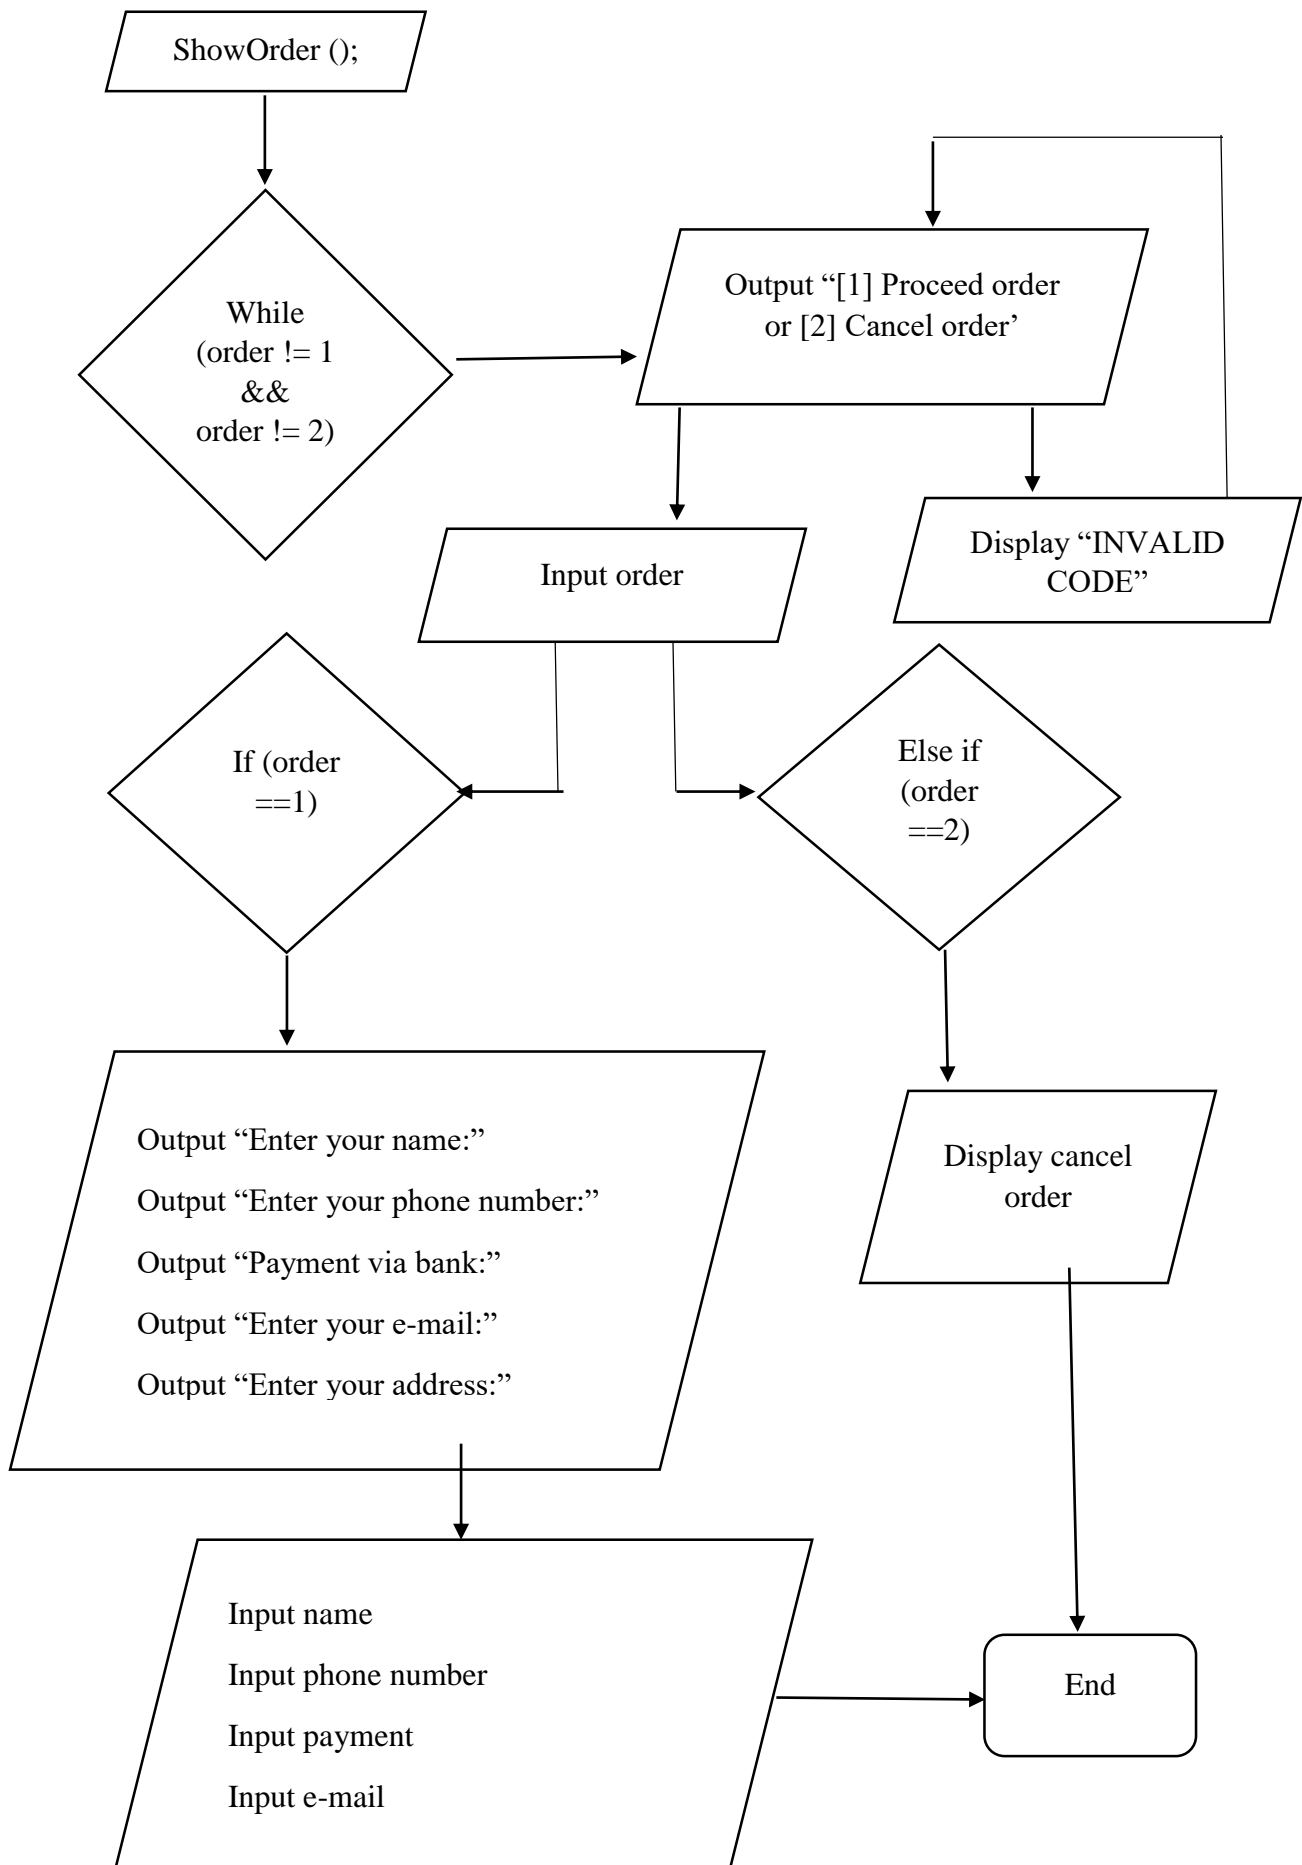 ShowOrder ();
While
(order != 1
&&
order != 2)
Output “[1] Proceed order
or [2] Cancel order’
Input order
Display “INVALID
CODE”
If (order
==1)
Else if
(order
==2)
Output “Enter your name:”
Output “Enter your phone number:”
Output “Payment via bank:”
Output “Enter your e-mail:”
Output “Enter your address:”
Display cancel
order
Input name
Input phone number
Input payment
Input e-mail
End